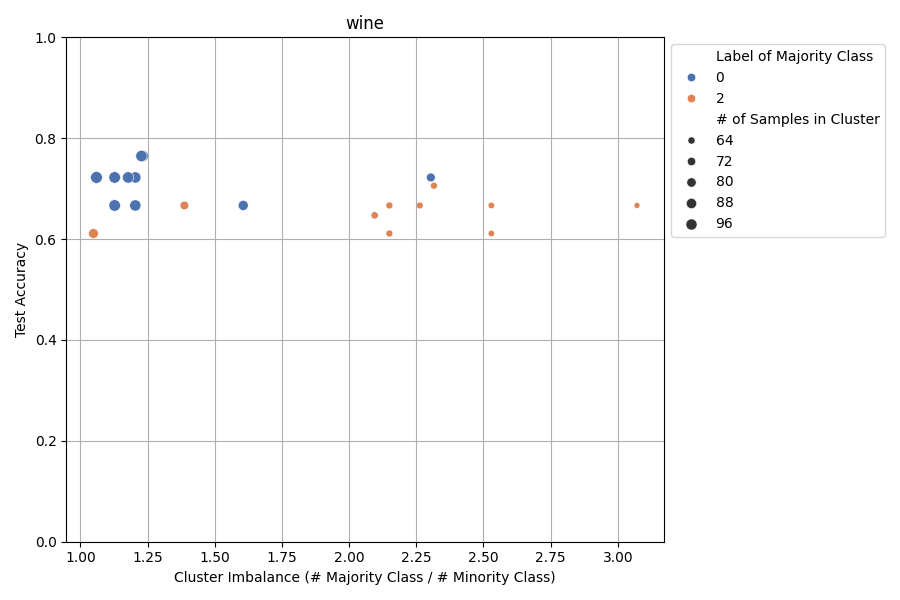 wine
Test Accuracy
1.0
0.8
0.6
0.4
0.2
0.0
1.00 1.25 1.50 1.75 2.00 2.25 2.50 2.75 3.00
Cluster Imbalance (# Majority Class / # Minority Class)
Label of Majority Class
0
2
# of Samples in Cluster
64
72
80
88
96